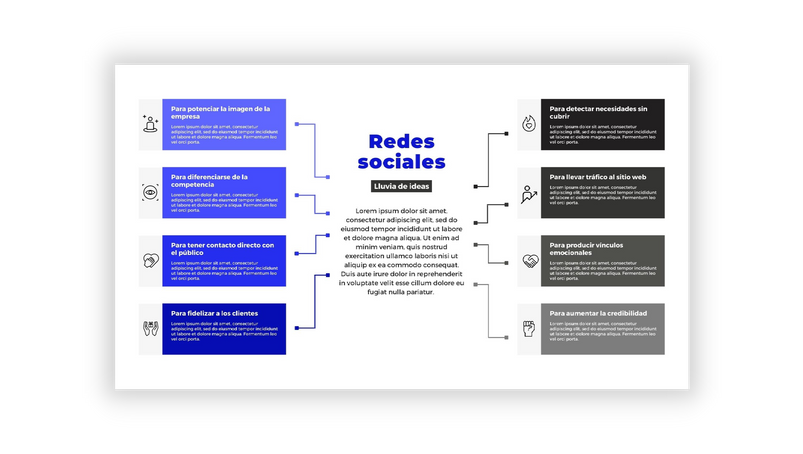 Para potenciar la imagen de la
empresa
Lorem ipsum dolor sit amet, consectetur
adipiscing elit, sed do eiusmod tempor incididunt
ut labore et dolore magna aliqua. Fermentum leo
vel orci porta.
Para diferenciarse de la
competencia
Lorem ipsum dolor sit amet, consectetur
adipiscing elit, sed do eiusmod tempor incididunt
ut labore et dolore magna aliqua. Fermentum leo
vel orci porta.
Para tener contacto directo con
el público
Lorem ipsum dolor sit amet, consectetur
adipiscing elit, sed do eiusmod tempor incididunt
ut labore et dolore magna aliqua. Fermentum leo
vel orci porta.
Para fidelizar a los clientes
Lorem ipsum dolor sit amet, consectetur
adipiscing elit, sed do eiusmod tempor incididunt
ut labore et dolore magna aliqua. Fermentum leo
vel orci porta.
Redes
sociales
Lluvia de ideas
Lorem ipsum dolor sit amet,
consectetur adipiscing elit, sed do
eiusmod tempor incididunt ut labore
et dolore magna aliqua. Ut enim ad
minim veniam, quis nostrud
exercitation ullamco laboris nisi ut
aliquip ex ea commodo consequat.
Duis aute irure dolor in reprehenderit
in voluptate velit esse cillum dolore eu
fugiat nulla pariatur.
Para detectar necesidades sin
cubrir
Lorem ipsum dolor sit amet, consectetur
adipiscing elit, sed do eiusmod tempor incididunt
ut labore et dolore magna aliqua. Fermentum leo
vel orci porta.
Para llevar tráfico al sitio web
Lorem ipsum dolor sit amet, consectetur
adipiscing elit, sed do eiusmod tempor incididunt
ut labore et dolore magna aliqua. Fermentum leo
vel orci porta.
Para producir vínculos
emocionales
Lorem ipsum dolor sit amet, consectetur
adipiscing elit, sed do eiusmod tempor incididunt
ut labore et dolore magna aliqua. Fermentum leo
vel orci porta.
Para aumentar la credibilidad
Lorem ipsum dolor sit amet, consectetur
adipiscing elit, sed do eiusmod tempor incididunt
ut labore et dolore magna aliqua. Fermentum leo
vel orci porta.